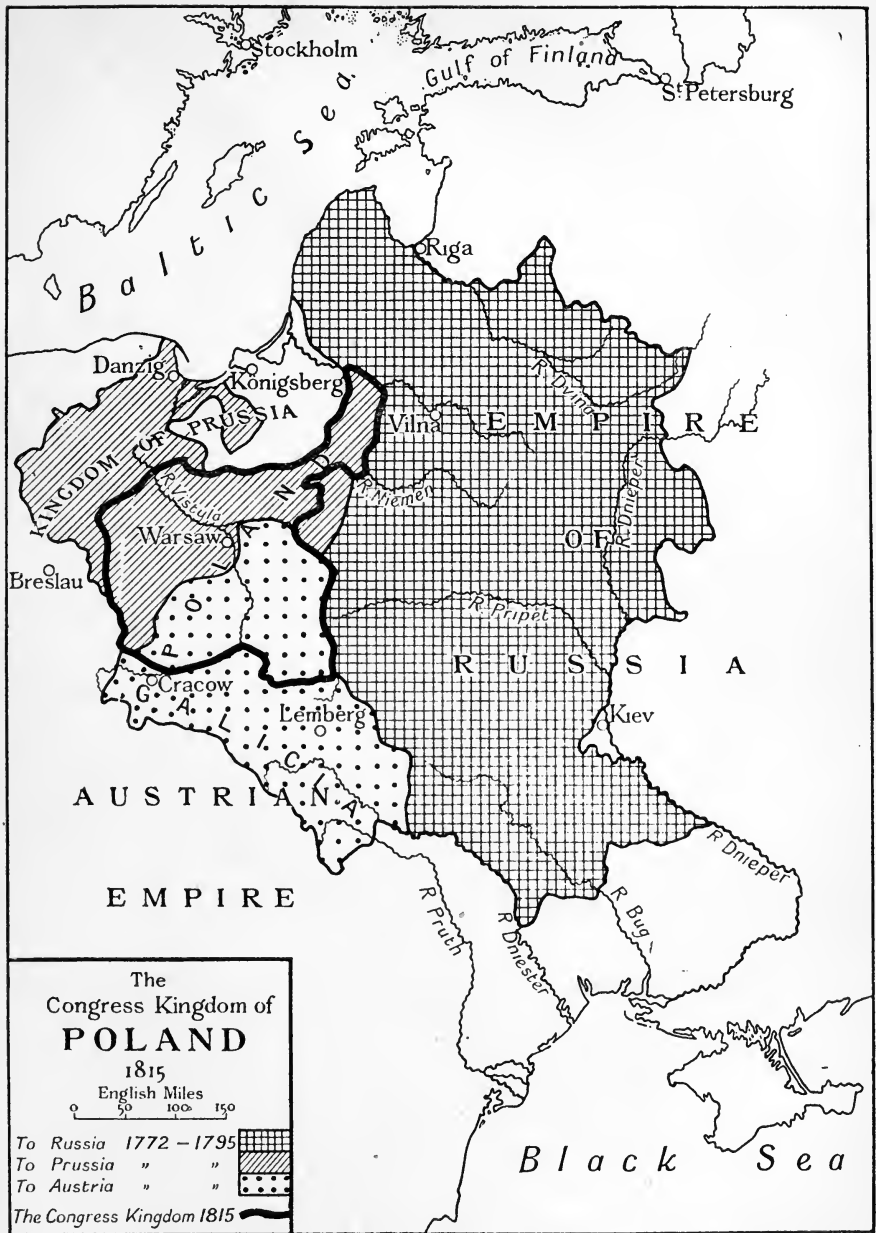 Stockholm
Gulf of Finland
St Petersburg
Baltic Sea
Riga
Danzig
Königsberg
KINGDOM OF PRUSSIA
Vilna
R. Dvina
EMPIRE
R. Vistula
R. Niemen
R. Dnieper
Warsaw
OF
Breslau
POLAND
R. Pripet
RUSSIA
Cracow
Lemberg
Kiev
GALICIA
AUSTRIAN
EMPIRE
R Dnieper
R Pruth
R Dniester
R Bug
Black Sea
The
Congress Kingdom of
POLAND
1815
English Miles
0 50 100 150
To Russia 1772 – 1795
To Prussia " "
To Austria " "
The Congress Kingdom 1815